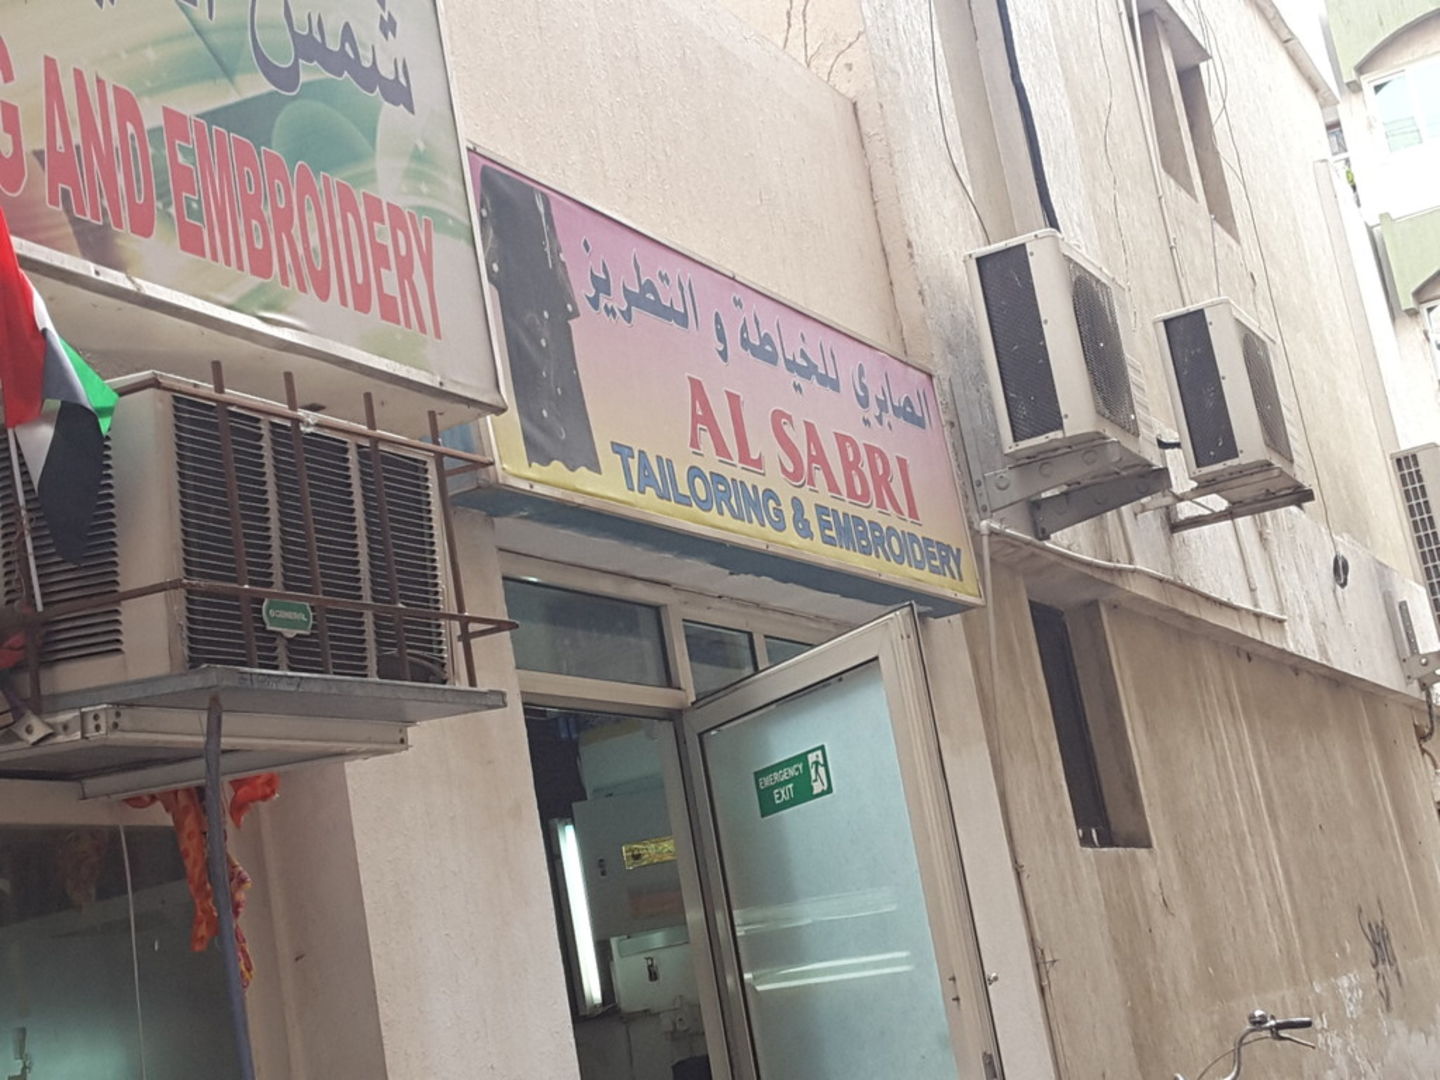 شمس
G AND EMBROIDERY
الصابري للخياطة و التطريز
AL SABRI
TAILORING & EMBROIDERY
GENERAL
EMERGENCY
EXIT